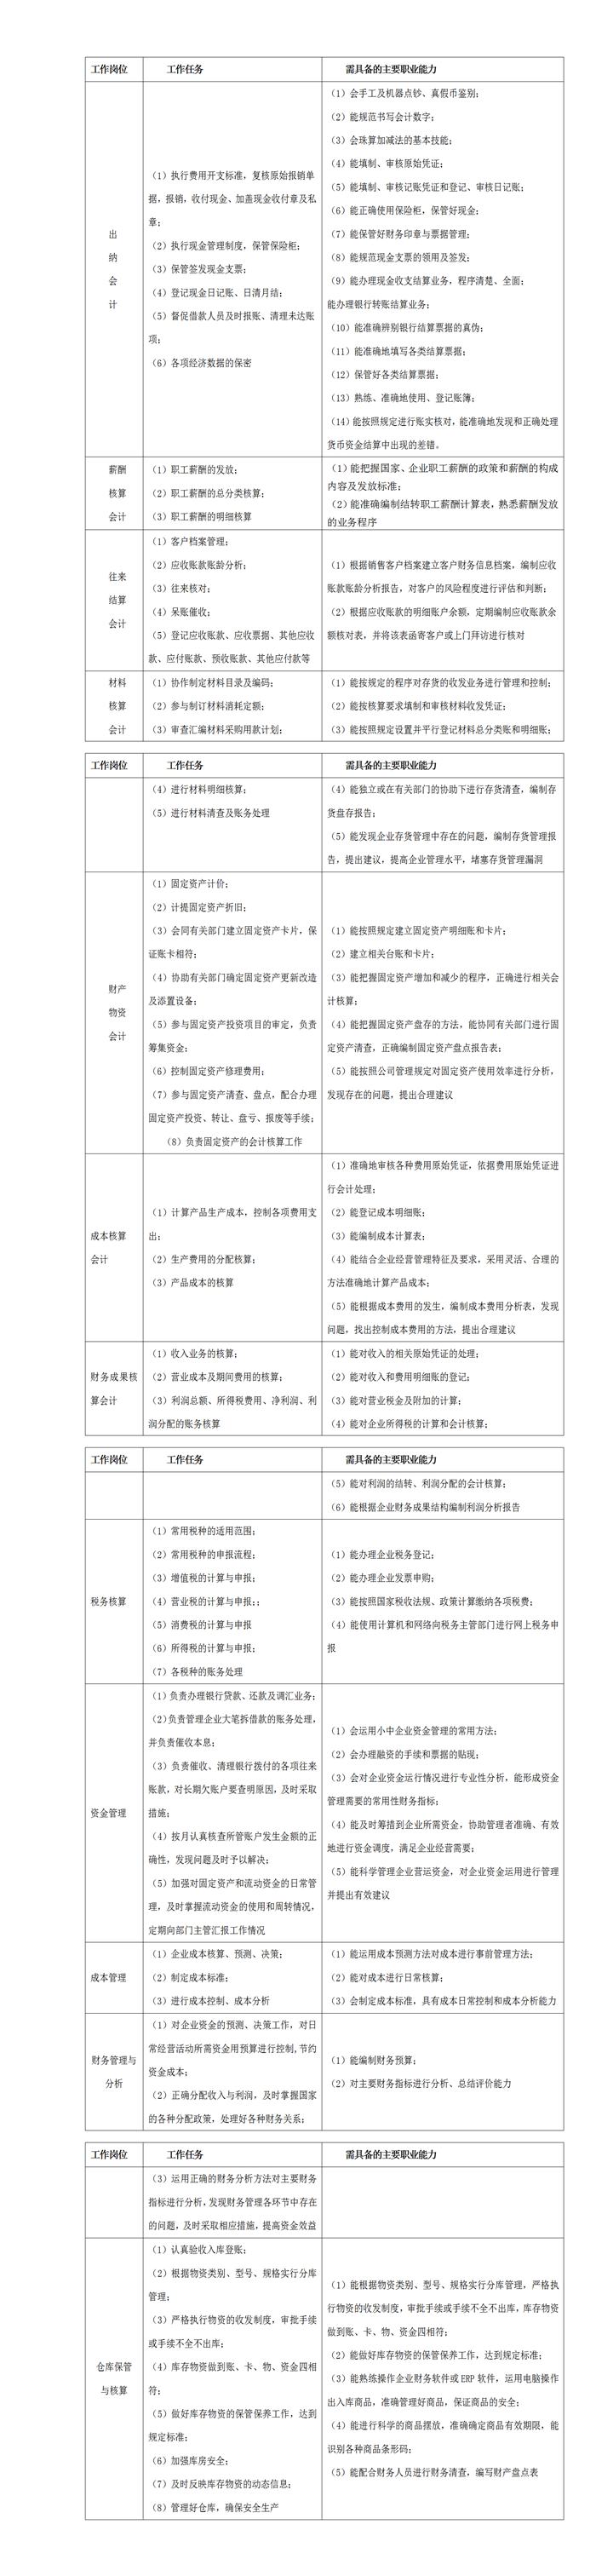 工作岗位 工作任务 需具备的主要职业能力
出
纳
会
计
(1) 执行费用开支标准，复核原始报销单
据，报销，收付现金、加盖现金收付章及私
章；
(2) 执行现金管理制度，保管保险柜；
(3) 保管签发现金支票；
(4) 登记现金日记账、日清月结；
(5) 督促借款人员及时报账、清理未达账
项；
(6) 各项经济数据的保密
(1) 会手工及机器点钞、真假币鉴别；
(2) 能规范书写会计数字；
(3) 会珠算加减法的基本技能；
(4) 能填制、审核原始凭证；
(5) 能填制、审核记账凭证和登记、审核日记账；
(6) 能正确使用保险柜，保管好现金；
(7) 能保管好财务印章与票据管理；
(8) 能规范现金支票的领用及签发；
(9) 能办理现金收支结算业务，程序清楚、全面；
能办理银行转账结算业务；
(10) 能准确辨别银行结算票据的真伪；
(11) 能准确地填写各类结算票据；
(12) 保管好各类结算票据；
(13) 熟练、准确地使用、登记账簿；
(14) 能按照规定进行账实核对，能准确地发现和正确处理
货币资金结算中出现的差错。
薪酬
核算
会计
(1) 职工薪酬的发放；
(2) 职工薪酬的总分类核算；
(3) 职工薪酬的明细核算
(1) 能把握国家、企业职工薪酬的政策和薪酬的构成
内容及发放标准；
(2) 能准确编制结转职工薪酬计算表，熟悉薪酬发放
的业务程序
往来
结算
会计
(1) 客户档案管理；
(2) 应收账款账龄分析；
(3) 往来核对；
(4) 呆账催收；
(5) 登记应收账款、应收票据、其他应收
款、应付账款、预收账款、其他应付款等
(1) 根据销售客户档案建立客户财务信息档案，编制应收
账款账龄分析报告，对客户的风险程度进行评估和判断；
(2) 根据应收账款的明细账户余额，定期编制应收账款余
额核对表，并将该表函寄客户或上门拜访进行核对
材料
核算
会计
(1) 协作制定材料目录及编码；
(2) 参与制订材料消耗定额；
(3) 审查汇编材料采购用款计划；
(1) 能按规定的程序对存货的收发业务进行管理和控制；
(2) 能按核算要求填制和审核材料收发凭证；
(3) 能按照规定设置并平行登记材料总分类账和明细账；
工作岗位 工作任务 需具备的主要职业能力
(4) 进行材料明细核算；
(5) 进行材料清查及账务处理
(4) 能独立或在有关部门的协助下进行存货清查，编制存
货盘存报告；
(5) 能发现企业存货管理中存在的问题，编制存货管理报
告，提出建议，提高企业管理水平，堵塞存货管理漏洞
财产
物资
会计
(1) 固定资产计价；
(2) 计提固定资产折旧；
(3) 会同有关部门建立固定资产卡片，保
证账卡相符；
(4) 协助有关部门确定固定资产更新改造
及添置设备；
(5) 参与固定资产投资项目的审定，负责
筹集资金；
(6) 控制固定资产修理费用；
(7) 参与固定资产清查、盘点，配合办理
固定资产投资、转让、盘亏、报废等手续；
(8) 负责固定资产的会计核算工作
(1) 能按照规定建立固定资产明细账和卡片；
(2) 建立相关台账和卡片；
(3) 能把握固定资产增加和减少的程序，正确进行相关会
计核算；
(4) 能把握固定资产盘存的方法，能协同有关部门进行固
定资产清查，正确编制固定资产盘点报告表；
(5) 能按照公司管理规定对固定资产使用效率进行分析，
发现存在的问题，提出合理建议
成本核算
会计
(1) 计算产品生产成本，控制各项费用支
出；
(2) 生产费用的分配核算；
(3) 产品成本的核算
(1) 准确地审核各种费用原始凭证，依据费用原始凭证进
行会计处理；
(2) 能登记成本明细账；
(3) 能编制成本计算表；
(4) 能结合企业经营管理特征及要求，采用灵活、合理的
方法准确地计算产品成本；
(5) 能根据成本费用的发生，编制成本费用分析表，发现
问题，找出控制成本费用的方法，提出合理建议
财务成果核
算会计
(1) 收入业务的核算；
(2) 营业成本及期间费用的核算；
(3) 利润总额、所得税费用、净利润、利
润分配的账务核算
(1) 能对收入的相关原始凭证的处理；
(2) 能对收入和费用明细账的登记；
(3) 能对营业税金及附加的计算；
(4) 能对企业所得税的计算和会计核算；
工作岗位 工作任务 需具备的主要职业能力
(5) 能对利润的结转、利润分配的会计核算；
(6) 能根据企业财务成果结构编制利润分析报告
税务核算
(1) 常用税种的适用范围；
(2) 常用税种的申报流程；
(3) 增值税的计算与申报；
(4) 营业税的计算与申报；；
(5) 消费税的计算与申报
(6) 所得税的计算与申报；
(7) 各税种的账务处理
(1) 能办理企业税务登记；
(2) 能办理企业发票申购；
(3) 能按照国家税收法规、政策计算缴纳各项税费；
(4) 能使用计算机和网络向税务主管部门进行网上税务申
报
资金管理
(1) 负责办理银行贷款、还款及调汇业务；
(2) 负责管理企业大笔拆借款的账务处理，
并负责催收本息；
(3) 负责催收、清理银行拨付的各项往来
账款，对长期欠账户要查明原因，及时采取
措施；
(4) 按月认真核查所管账户发生金额的正
确性，发现问题及时予以解决；
(5) 加强对固定资产和流动资金的日常管
理，及时掌握流动资金的使用和周转情况，
定期向部门主管汇报工作情况
(1) 会运用小中企业资金管理的常用方法；
(2) 会办理融资的手续和票据的贴现；
(3) 会对企业资金运行情况进行专业性分析，能形成资金
管理需要的常用性财务指标；
(4) 能及时筹措到企业所需资金，协助管理者准确、有效
地进行资金调度，满足企业经营需要；
(5) 能科学管理企业营运资金，对企业资金运用进行管理
并提出有效建议
成本管理
(1) 企业成本核算、预测、决策；
(2) 制定成本标准；
(3) 进行成本控制、成本分析
(1) 能运用成本预测方法对成本进行事前管理方法；
(2) 能对成本进行日常核算；
(3) 会制定成本标准，具有成本日常控制和成本分析能力
财务管理与
分析
(1) 对企业资金的预测、决策工作，对日
常经营活动所需资金用预算进行控制,节约
资金成本；
(2) 正确分配收入与利润，及时掌握国家
的各种分配政策，处理好各种财务关系；
(1) 能编制财务预算；
(2) 对主要财务指标进行分析、总结评价能力
工作岗位 工作任务 需具备的主要职业能力
(3) 运用正确的财务分析方法对主要财务
指标进行分析，发现财务管理各环节中存在
的问题，及时采取相应措施，提高资金效益
仓库保管
与核算
(1) 认真验收入库登账；
(2) 根据物资类别、型号、规格实行分库
管理；
(3) 严格执行物资的收发制度，审批手续
或手续不全不出库；
(4) 库存物资做到账、卡、物、资金四相
符；
(5) 做好库存物资的保管保养工作，达到
规定标准；
(6) 加强库房安全；
(7) 及时反映库存物资的动态信息；
(8) 管理好仓库，确保安全生产
(1) 能根据物资类别、型号、规格实行分库管理，严格执
行物资的收发制度，审批手续或手续不全不出库，库存物资
做到账、卡、物、资金四相符；
(2) 能做好库存物资的保管保养工作，达到规定标准；
(3) 能熟练操作企业财务软件或 ERP 软件，运用电脑操作
出入库商品，准确管理好商品，保证商品的安全；
(4) 能进行科学的商品摆放，准确确定商品有效期限，能
识别各种商品条形码；
(5) 能配合财务人员进行财务清查，编写财产盘点表